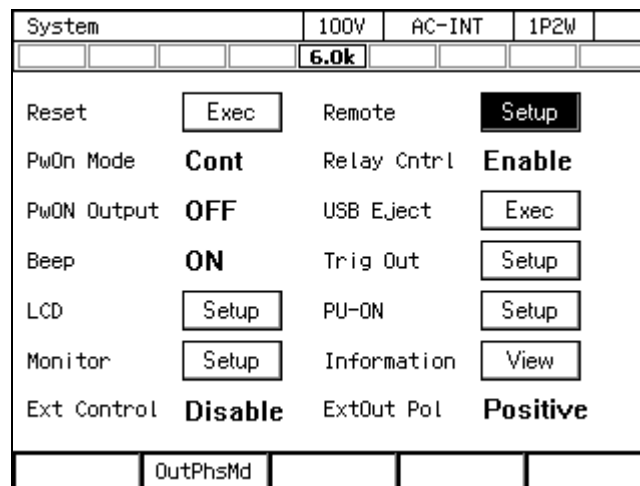 System 100V AC-INT 1P2W
6.0k
Reset Exec Remote Setup
PwOn Mode Cont Relay Cntrl Enable
PwON Output OFF USB Eject Exec
Beep ON Trig Out Setup
LCD Setup PU-ON Setup
Monitor Setup Information View
Ext Control Disable ExtOut Pol Positive
OutPhsMd